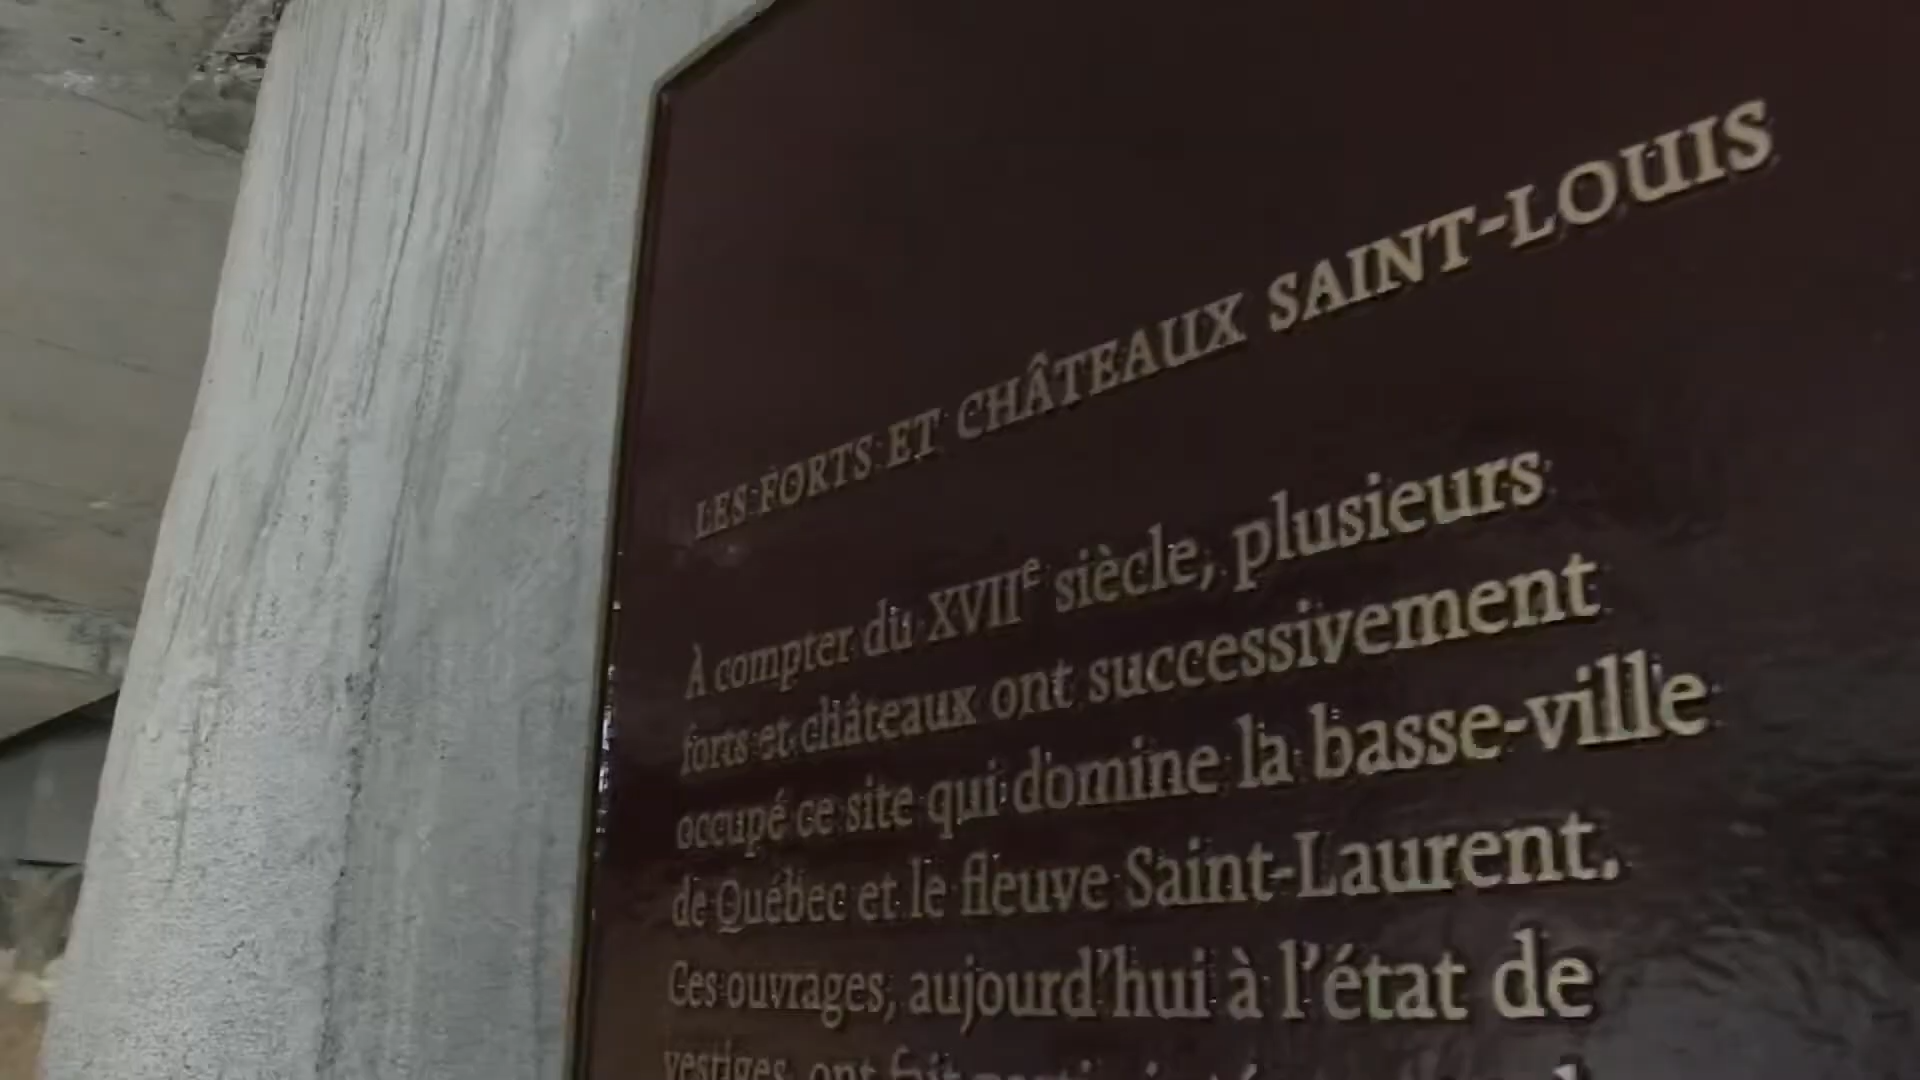 LES FORTS ET CHÂTEAUX SAINT-LOUIS
À compter du XVIIe siècle, plusieurs
forts et châteaux ont successivement
occupé ce site qui domine la basse-ville
de Québec et le fleuve Saint-Laurent.
Ces ouvrages, aujourd'hui à l'état de
vestiges, ont fait